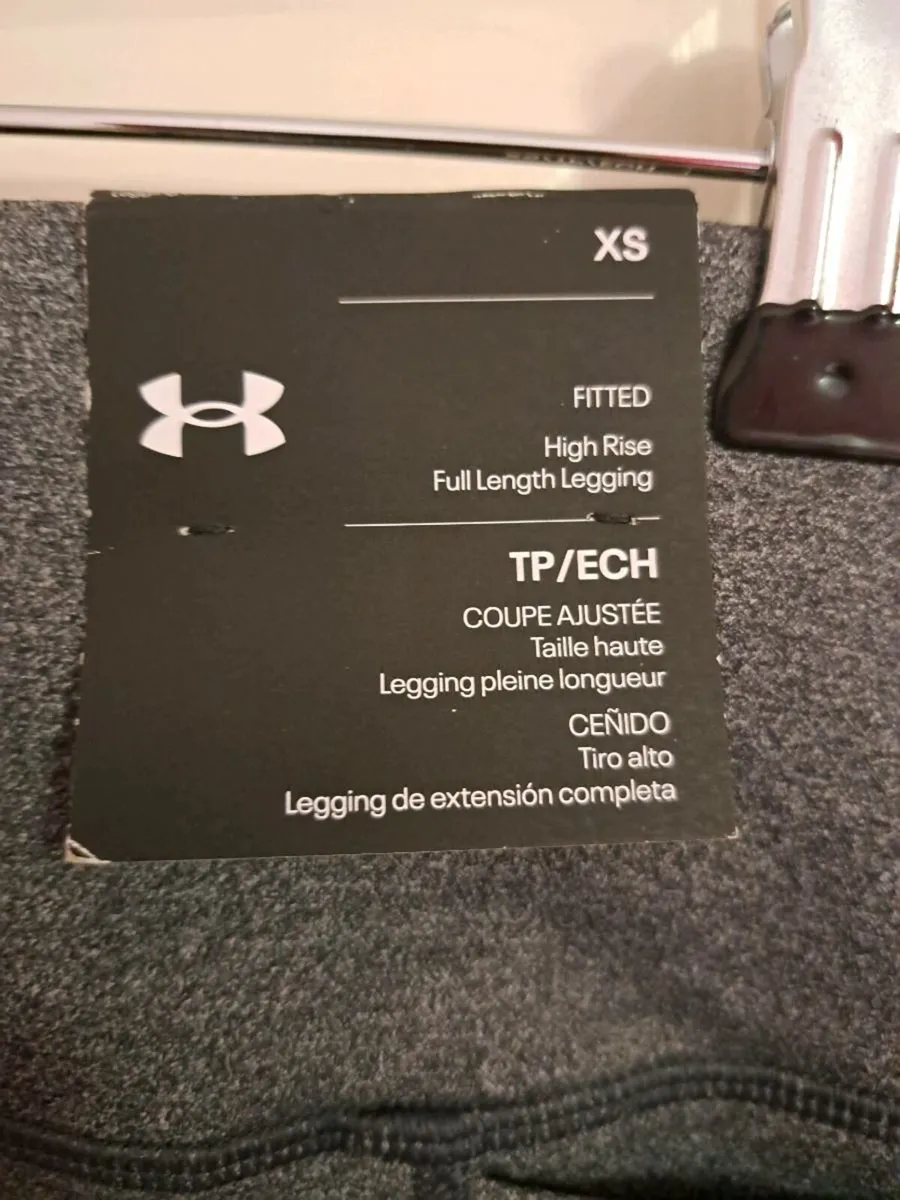 XS
FITTED
High Rise
Full Length Legging
TP/ECH
COUPE AJUSTÉE
Taille haute
Legging pleine longueur
CEÑIDO
Tiro alto
Legging de extensión completa